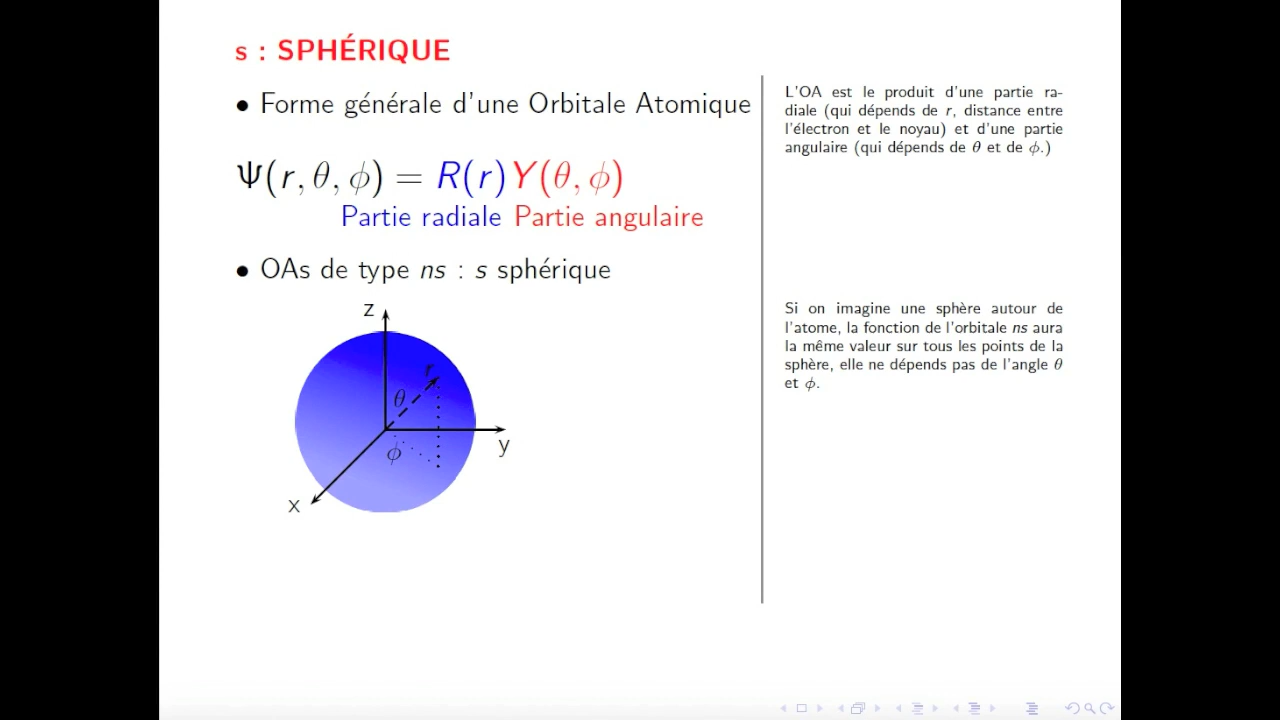 s : SPHÉRIQUE
• Forme générale d'une Orbitale Atomique
Ψ(r, θ, ϕ) = R(r)Y(θ, ϕ)
Partie radiale Partie angulaire
• OAs de type ns : s sphérique
z
r
θ
y
ϕ
x
L'OA est le produit d'une partie ra-
diale (qui dépends de r, distance entre
l'électron et le noyau) et d'une partie
angulaire (qui dépends de θ et de ϕ.)
Si on imagine une sphère autour de
l'atome, la fonction de l'orbitale ns aura
la même valeur sur tous les points de la
sphère, elle ne dépends pas de l'angle θ
et ϕ.